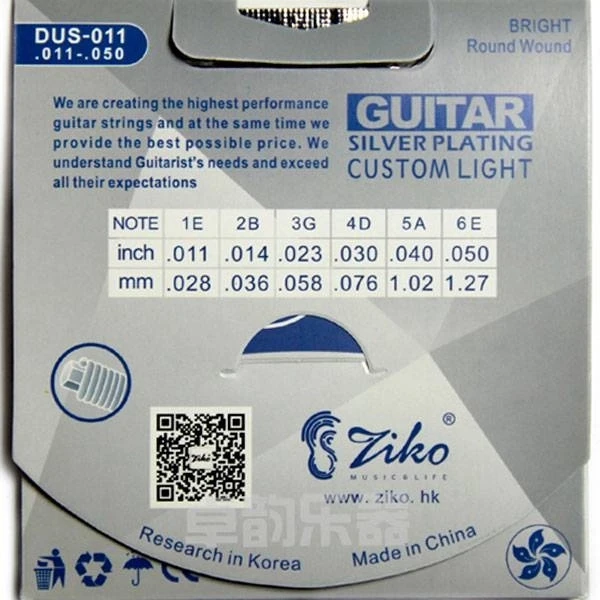 DUS-011
.011-.050
BRIGHT
Round Wound
We are creating the highest performance
guitar strings and at the same time we
provide the best possible price. We
understand Guitarist's needs and exceed
all their expectations
GUITAR
SILVER PLATING
CUSTOM LIGHT
NOTE 1E 2B 3G 4D 5A 6E
inch .011 .014 .023 .030 .040 .050
mm .028 .036 .058 .076 1.02 1.27
Ziko
Ziko ®
MUSIC&LIFE
www.ziko.hk
卓韵乐器
Research in Korea
Made in China